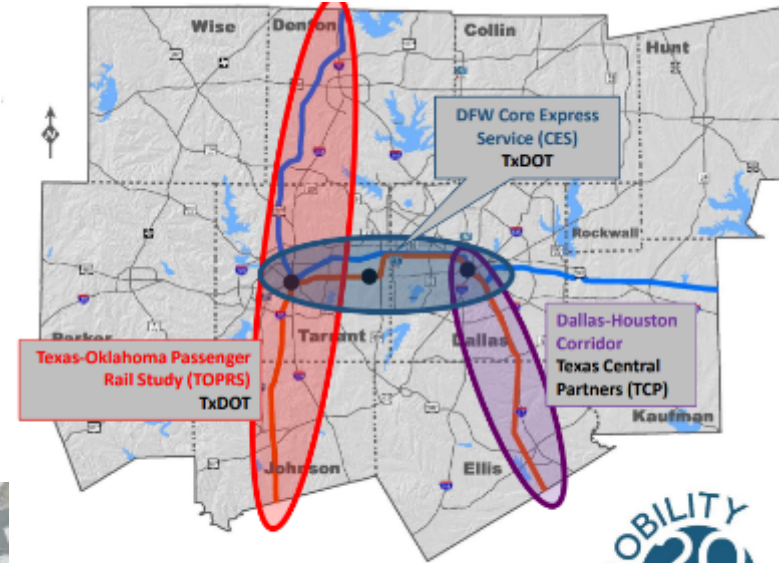 Wise
Denton
Collin
Hunt
DFW Core Express
Service (CES)
TxDOT
Rockwall
Parker
Tarrant
Dallas
Dallas-Houston
Corridor
Texas Central
Partners (TCP)
Texas-Oklahoma Passenger
Rail Study (TOPRS)
TxDOT
Kaufman
Johnson
Ellis
OBILITY